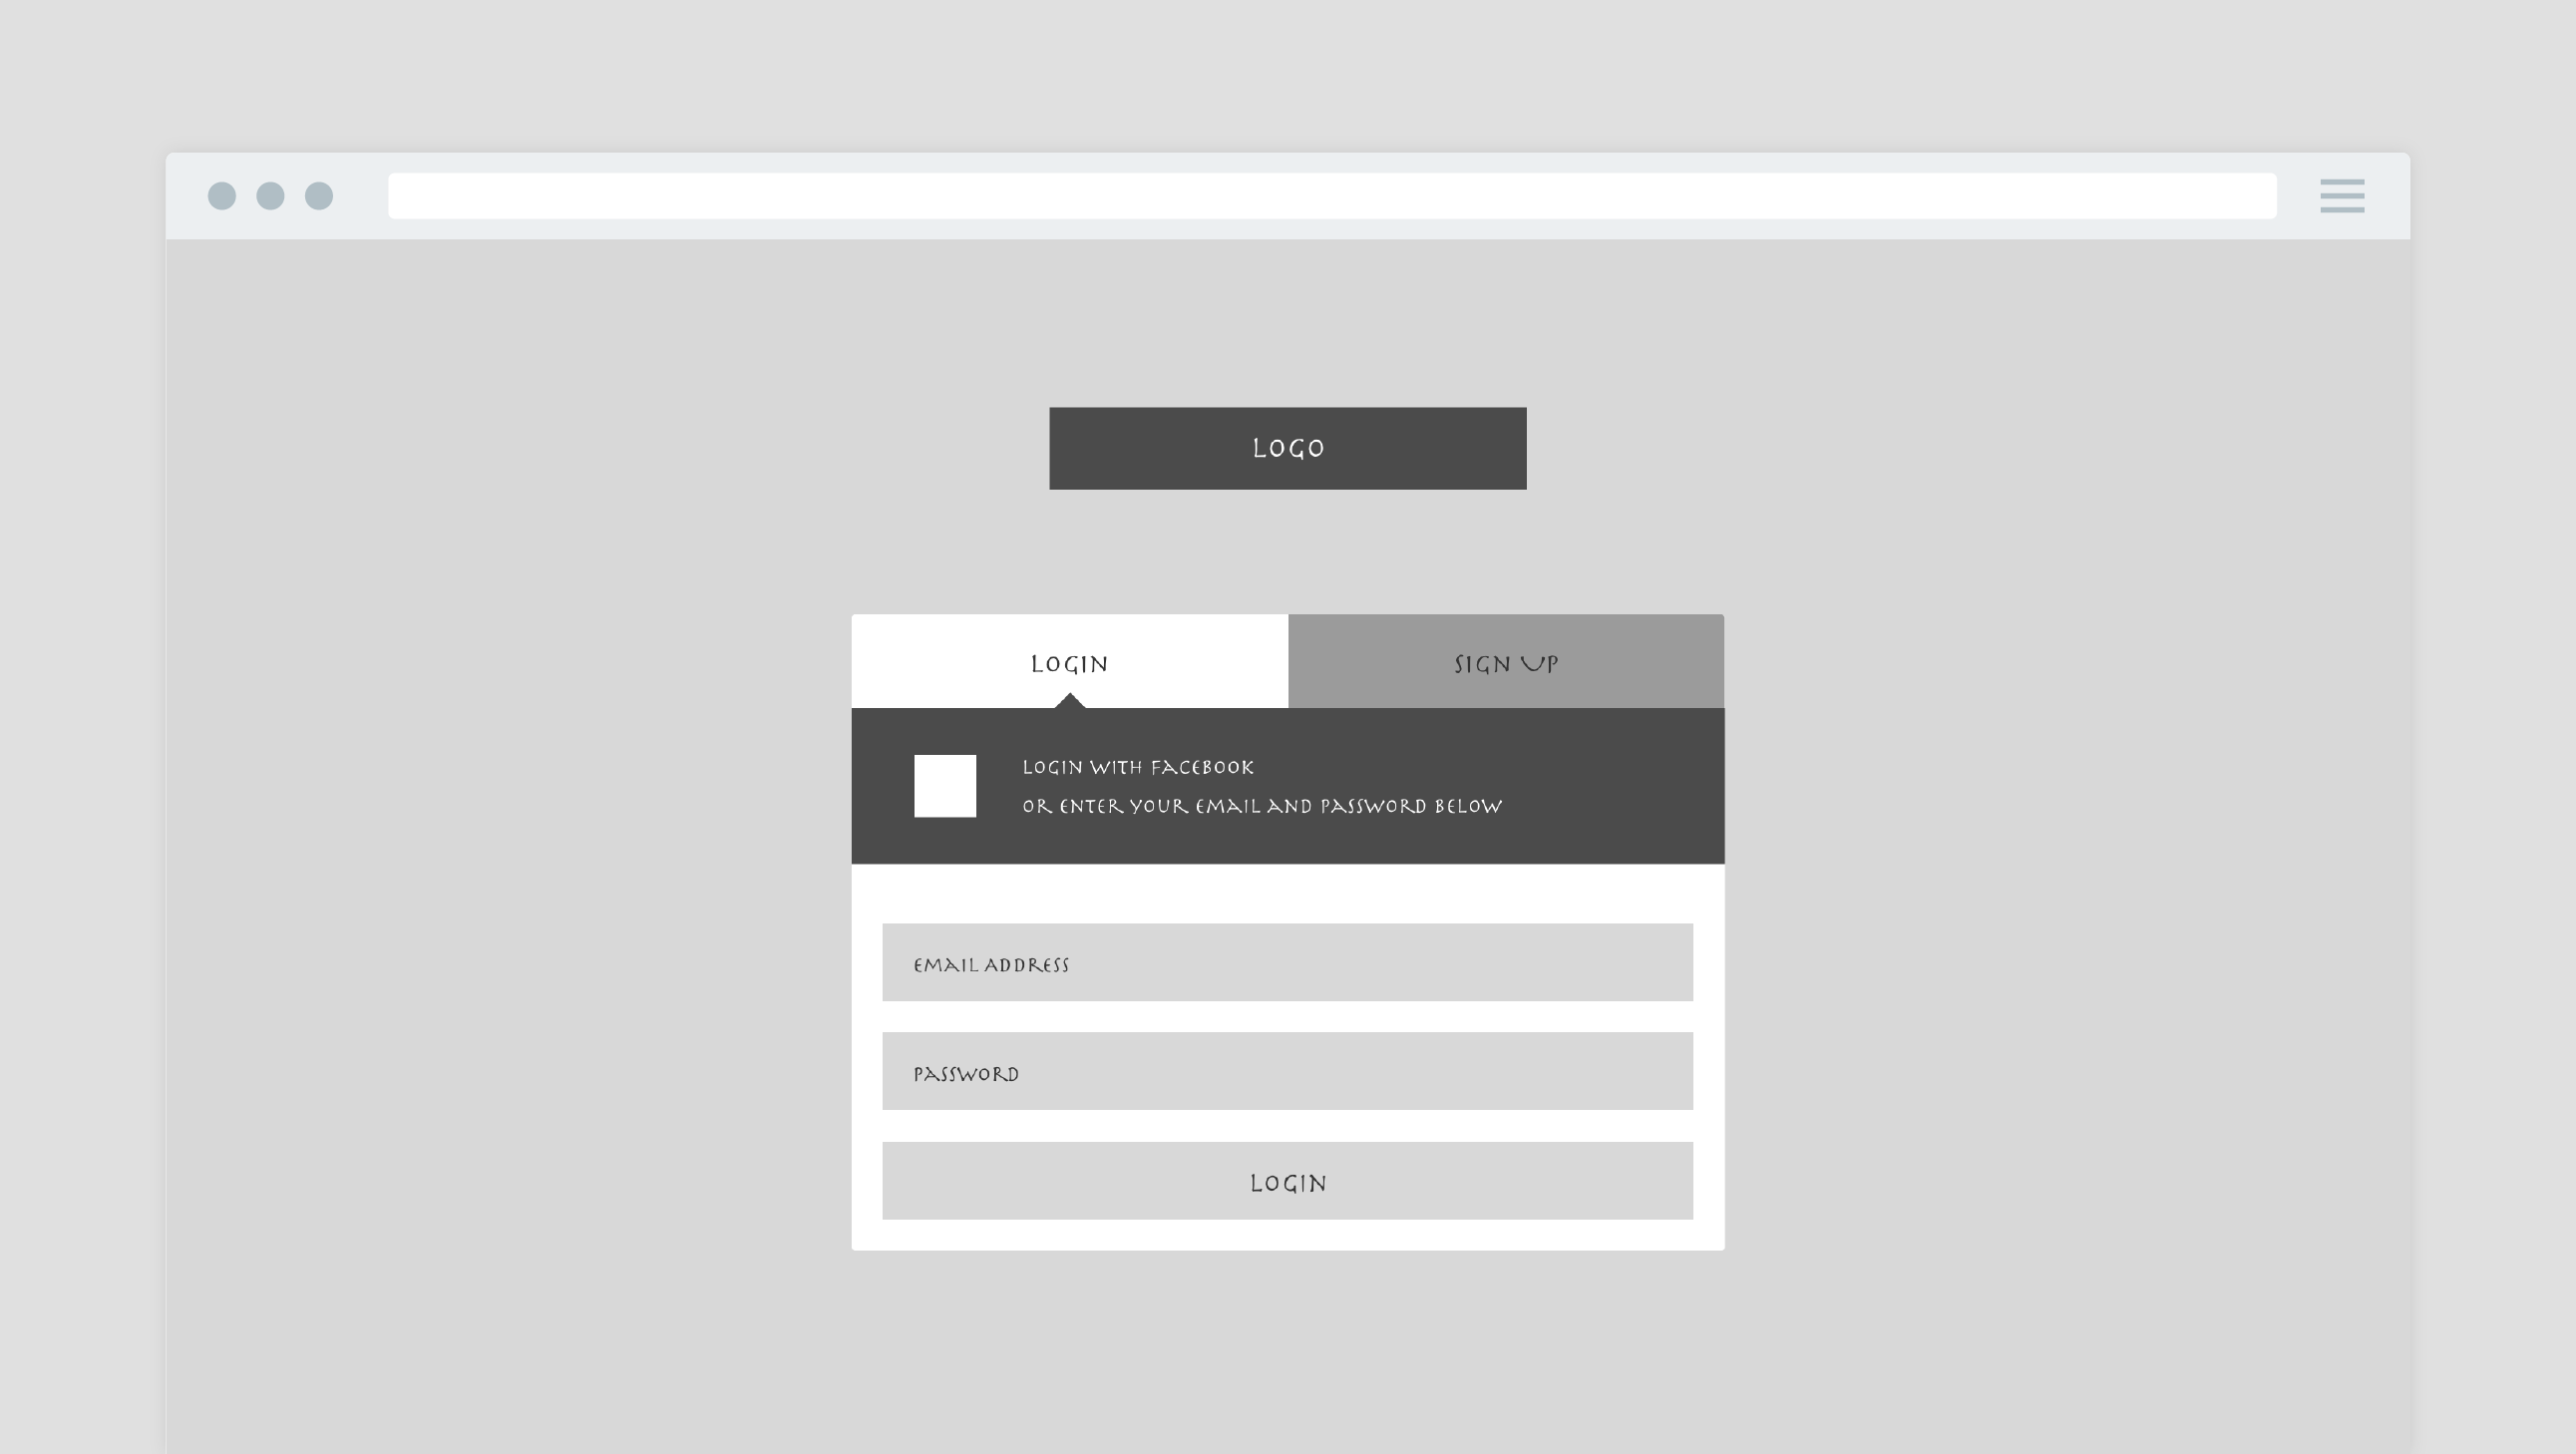 LOGO
LOGIN
SIGN UP
LOGIN WITH FACEBOOK
OR ENTER YOUR EMAIL AND PASSWORD BELOW
EMAIL ADDRESS
PASSWORD
LOGIN